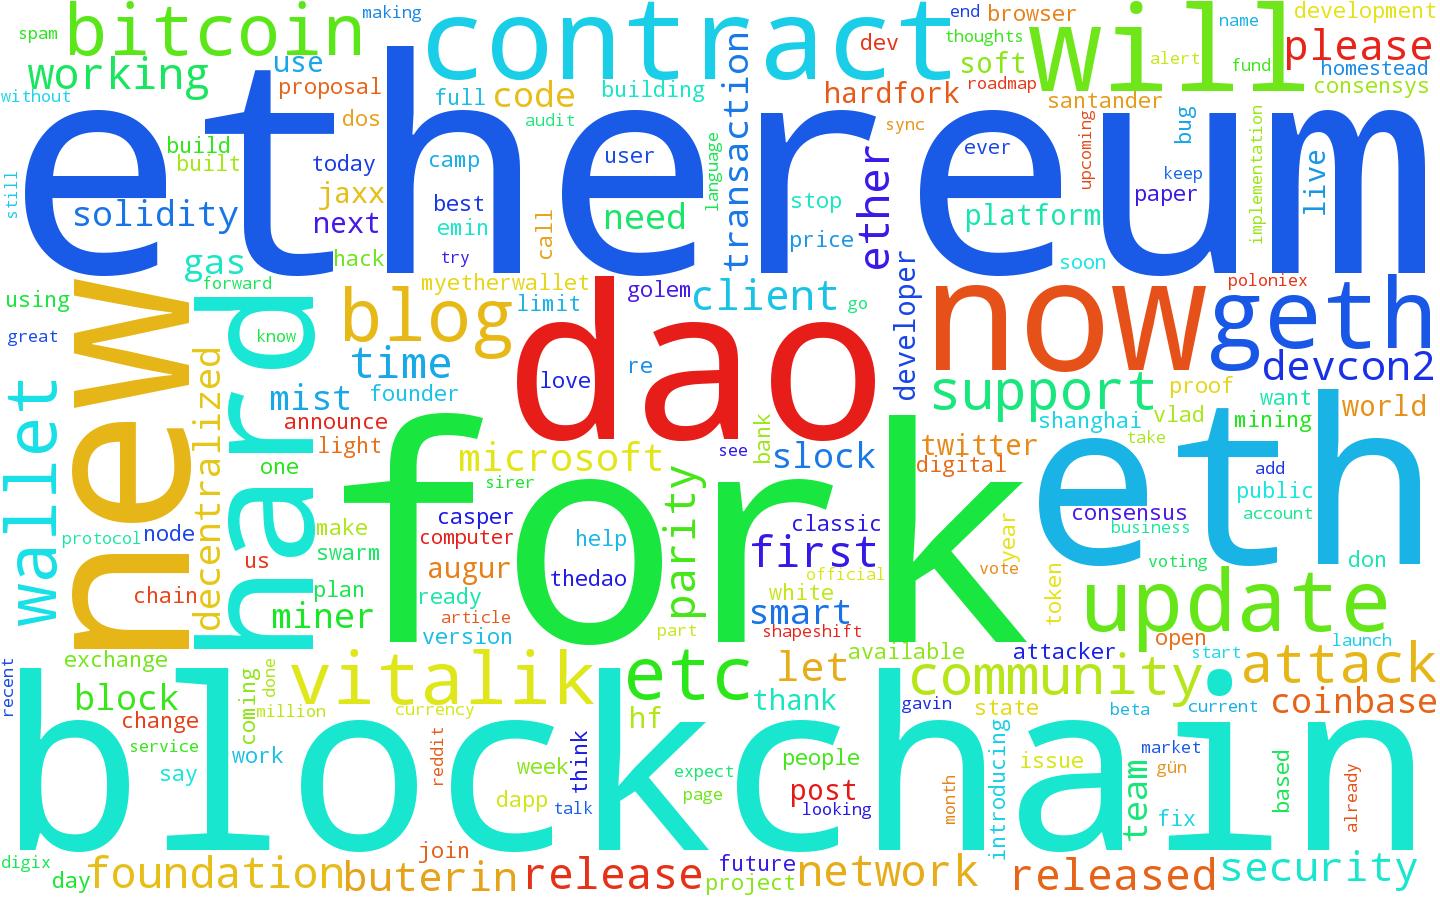 spam
bitcoin
making
contract
end
browser
thoughts
will
name
development
alert
fund
please
working
use
dev
soft
homestead
without
proposal
full
code
building
transaction
hardfork
roadmap
santander
consensys
ethereum
dos
audit
sync
upcoming
bug
implementation
build
built
today
camp
user
language
ether
ever
keep
live
still
jaxx
best
need
stop
paper
solidity
next
emin
call
price
platform
gas
hack
try
soon
forward
myetherwallet
golem
client
developer
poloniex
using
new
hard
blog
limit
dao
go
now
geth
great
know
time
re
devcon2
wallet
decentralized
mist
founder
love
support
proof
want
world
announce
shanghai
vlad
mining
light
microsoft
see
bank
slock
twitter
take
one
fork
sirer
parity
digital
eth
add
public
protocol
node
make
casper
classic
consensus
account
swarm
computer
help
first
year
business
us
augur
thedao
official
vote
voting
don
chain
plan
ready
white
token
update
miner
article
smart
version
part
shapeshift
open
launch
recent
exchange
coming
done
vitalik
etc
let
available
attacker
community
start
attack
block
million
currency
hf
thank
gavin
state
beta
current
coinbase
change
blockchain
service
work
reddit
week
think
expect
people
introducing
issue
market
gün
based
already
say
dapp
talk
page
post
looking
month
team
fix
digix
day
foundation
join
buterin
release
future
project
network
released
security